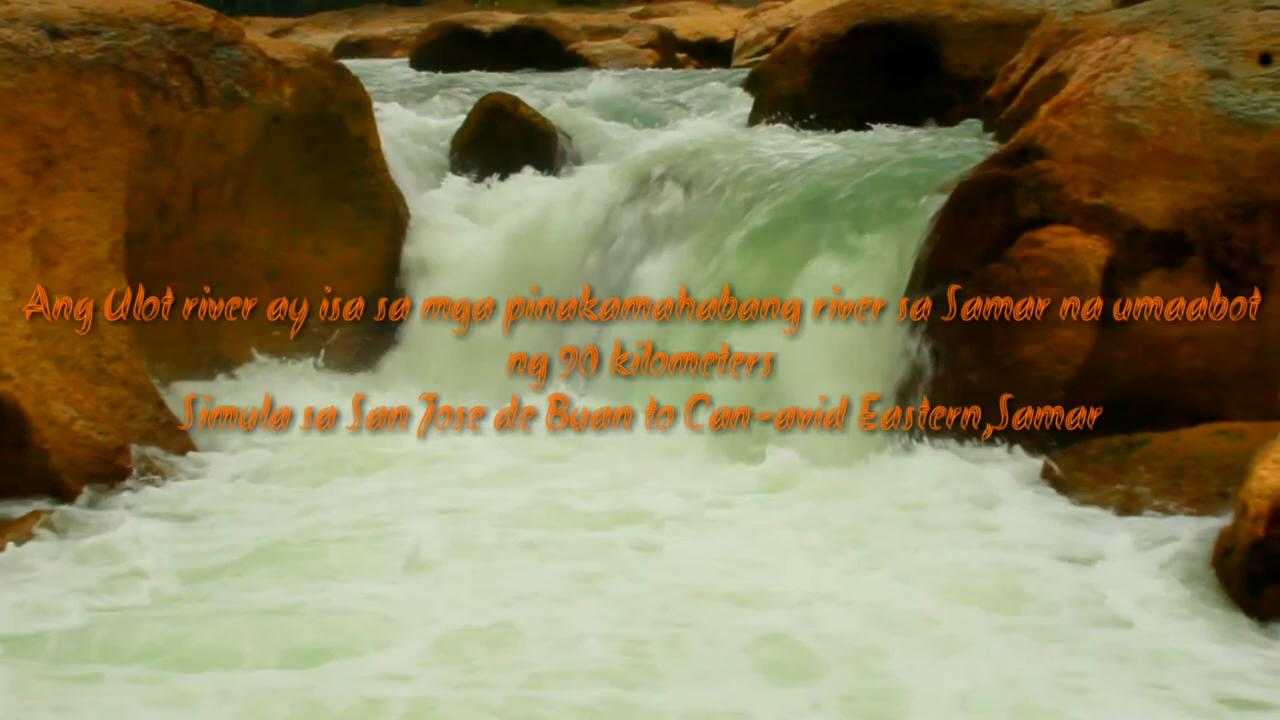 Ang Ulot river ay isa sa mga pinakamahabang river sa Samar na umaabot
ng 90 kilometers
Simula sa San Jose de Buan to Can-avid Eastern,Samar